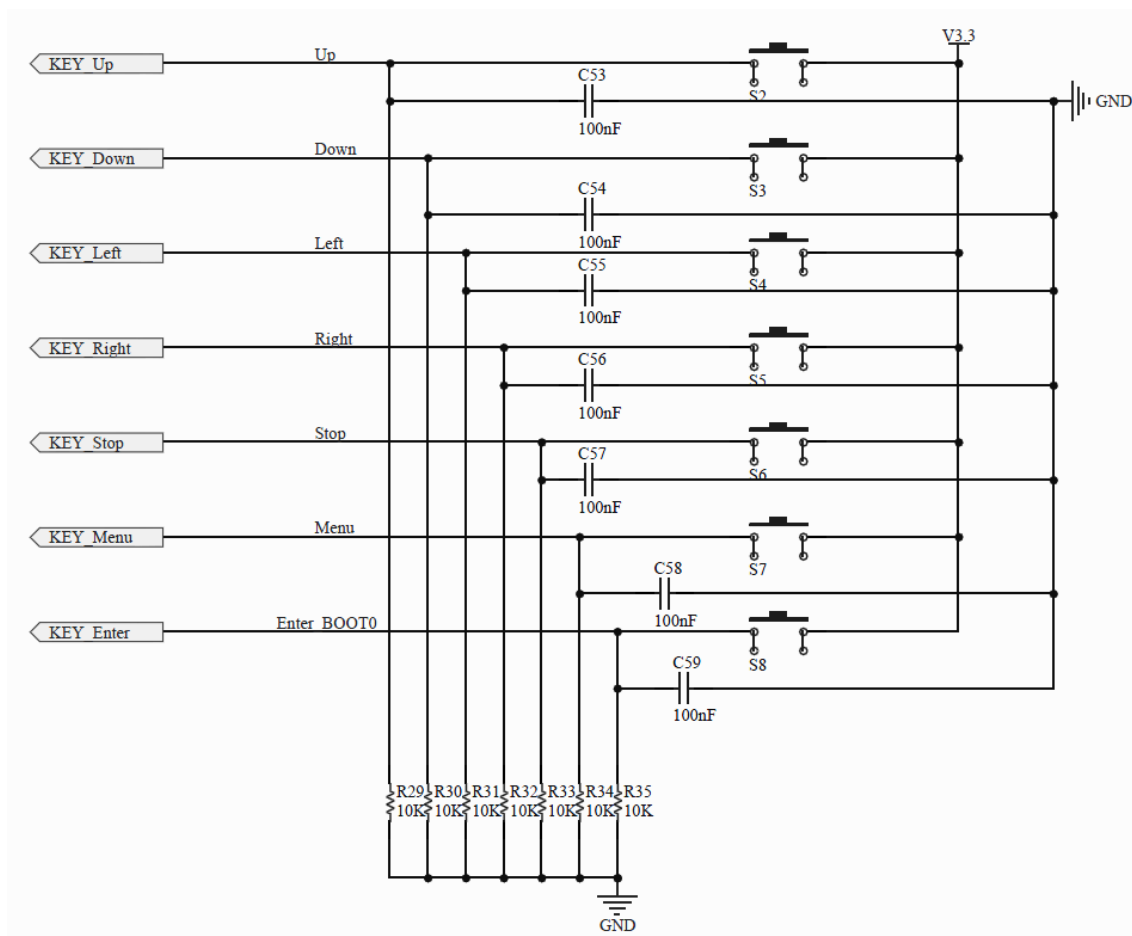 V3.3
Up
KEY_Up
C53
S2
GND
100nF
Down
KEY_Down
C54
S3
100nF
Left
KEY_Left
C55
S4
100nF
Right
KEY_Right
C56
S5
100nF
Stop
KEY_Stop
C57
S6
100nF
Menu
KEY_Menu
C58
S7
100nF
Enter_BOOT0
KEY_Enter
C59
S8
100nF
R29 R30 R31 R32 R33 R34 R35
10K 10K 10K 10K 10K 10K 10K
GND